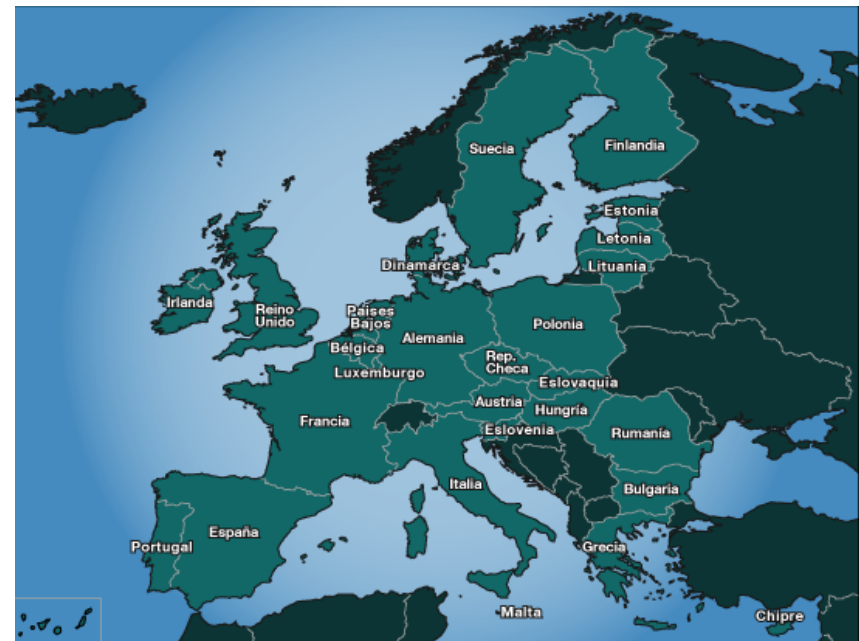 Suecia
Finlandia
Estonia
Letonia
Dinamarca
Lituania
Irlanda
Reino
Unido
Países
Bajos
Alemania
Polonia
Bélgica
Rep.
Checa
Luxemburgo
Eslovaquia
Austria
Hungría
Francia
Eslovenia
Rumanía
Italia
Bulgaria
España
Portugal
Grecia
Malta
Chipre